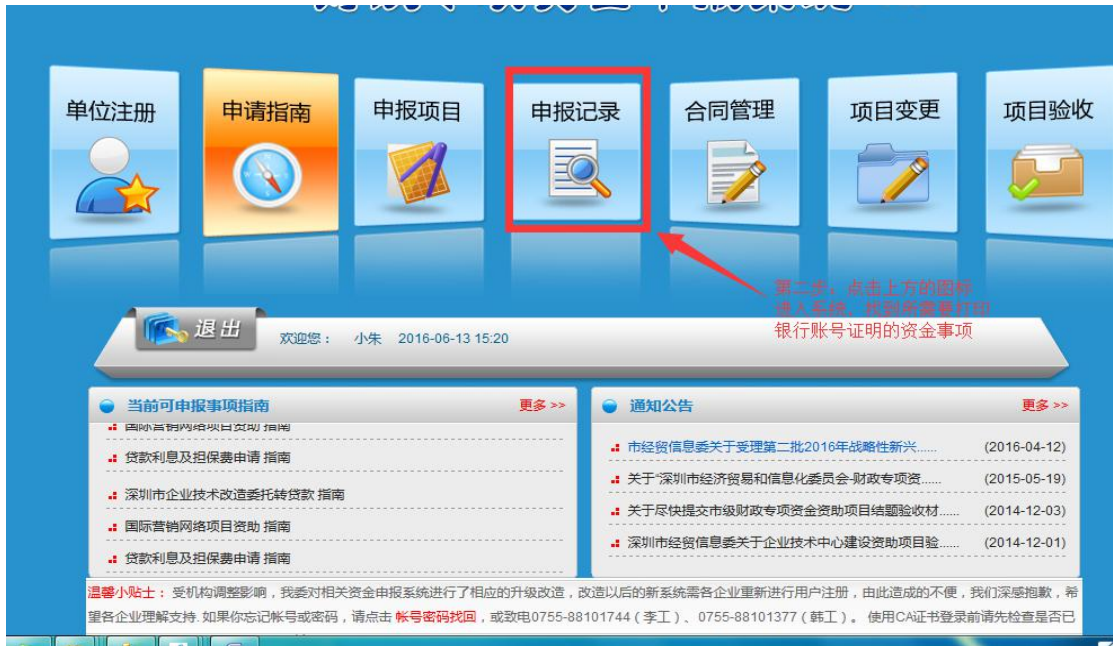 单位注册
申请指南
申报项目
申报记录
合同管理
项目变更
项目验收
第二步，点击上方的图标
进入系统，找到所需要打印
银行账号证明的资金事项
退出
欢迎您： 小朱 2016-06-13 15:20
当前可申报事项指南 更多 >>
国际营销网络项目资助 指南
贷款利息及担保费申请 指南
深圳市企业技术改造委托转贷款 指南
国际营销网络项目资助 指南
贷款利息及担保费申请 指南
通知公告 更多 >>
市经贸信息委关于受理第二批2016年战略性新兴...... (2016-04-12)
关于“深圳市经济贸易和信息化委员会-财政专项资...... (2015-05-19)
关于尽快提交市级财政专项资金资助项目结题验收材...... (2014-12-03)
深圳市经贸信息委关于企业技术中心建设资助项目验...... (2014-12-01)
温馨小贴士： 受机构调整影响，我委对相关资金申报系统进行了相应的升级改造，改造以后的新系统需各企业重新进行用户注册，由此造成的不便，我们深感抱歉，希
望各企业理解支持. 如果你忘记帐号或密码，请点击 帐号密码找回，或致电0755-88101744（李工）、0755-88101377（韩工）。 使用CA证书登录前请先检查是否已